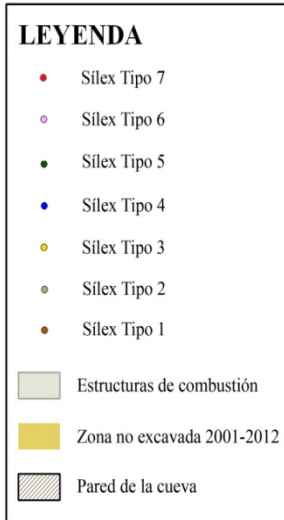 LEYENDA
Sílex Tipo 7
Sílex Tipo 6
Sílex Tipo 5
Sílex Tipo 4
Sílex Tipo 3
Sílex Tipo 2
Sílex Tipo 1
Estructuras de combustión
Zona no excavada 2001-2012
Pared de la cueva